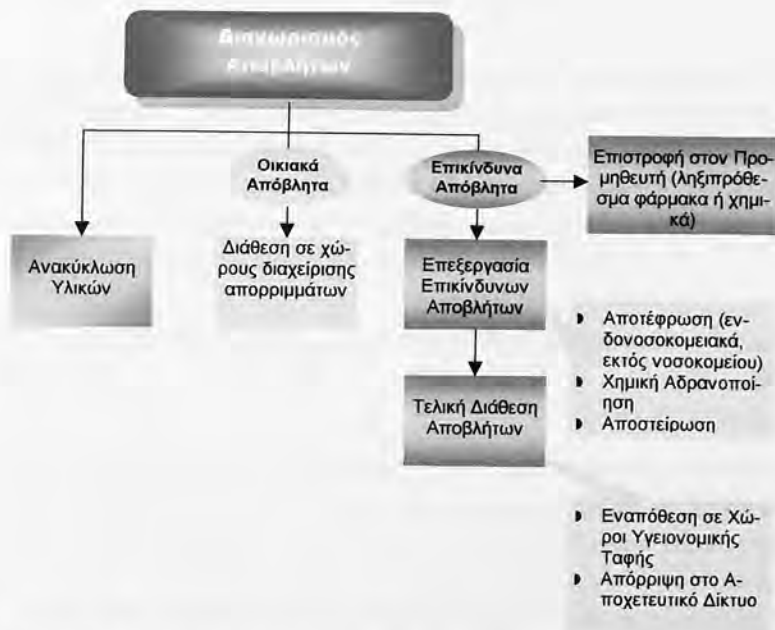 Διαχωρισμός
Αποβλήτων
Οικιακά
Απόβλητα
Επικίνδυνα
Απόβλητα
Επιστροφή στον Προ-
μηθευτή (ληξιπρόθε-
σμα φάρμακα ή χημι-
κά)
Ανακύκλωση
Υλικών
Διάθεση σε χώ-
ρους διαχείρισης
απορριμμάτων
Επεξεργασία
Επικίνδυνων
Αποβλήτων
Αποτέφρωση (εν-
δονοσοκομειακά,
εκτός νοσοκομείου)
Χημική Αδρανοποί-
ηση
Αποστείρωση
Τελική Διάθεση
Αποβλήτων
Εναπόθεση σε Χώ-
ροι Υγειονομικής
Ταφής
Απόρριψη στο Α-
ποχετευτικό Δίκτυο